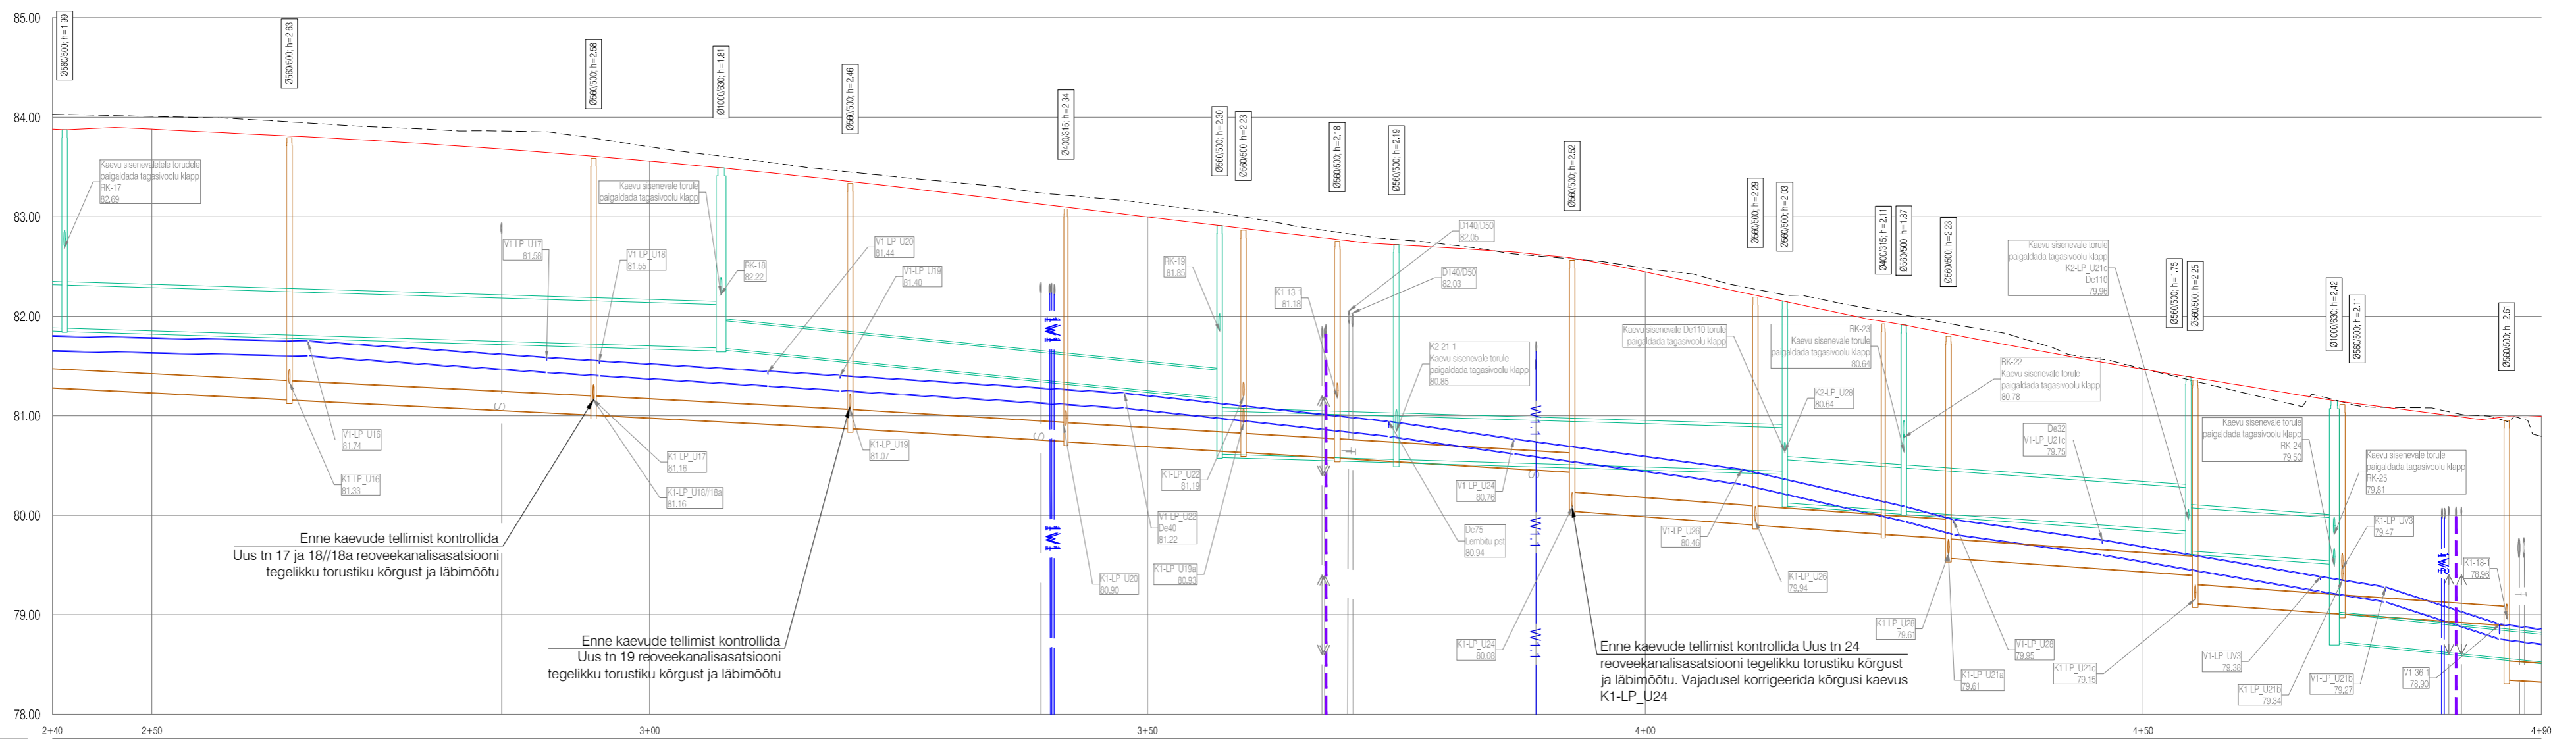 85.00
84.00
83.00
82.00
81.00
80.00
79.00
78.00
2+40
2+50
3+00
3+50
4+00
4+50
4+90
Ø560/500; h=1.99
Ø560/500; h=2.63
Ø560/500; h=2.58
Ø1000/630; h=1.81
Ø560/500; h=2.46
Ø400/315; h=2.34
Ø560/500; h=2.30
Ø560/500; h=2.23
Ø560/500; h=2.18
Ø560/500; h=2.19
Ø560/500; h=2.52
Ø560/500; h=2.29
Ø560/500; h=2.03
Ø400/315; h=2.11
Ø560/500; h=1.87
Ø560/500; h=2.23
Ø560/500; h=1.75
Ø560/500; h=2.25
Ø1000/630; h=2.42
Ø560/500; h=2.11
Ø560/500; h=2.61
Kaevu sisenevatetele torudele
paigaldada tagasivoolu klapp
RK-17
82.69
V1-LP_U16
81.74
K1-LP_U16
81.33
V1-LP_U17
81.56
V1-LP_U18
81.55
Kaevu sisenevale torule
paigaldada tagasivoolu klapp
RK-18
82.22
K1-LP_U17
81.16
K1-LP_U18//18a
81.16
Enne kaevude tellimist kontrollida
Uus tn 17 ja 18//18a reoveekanalisasatsiooni
tegelikku torustiku kõrgust ja läbimõõtu
V1-LP_U20
81.44
V1-LP_U19
81.40
K1-LP_U19
81.07
Enne kaevude tellimist kontrollida
Uus tn 19 reoveekanalisasatsiooni
tegelikku torustiku kõrgust ja läbimõõtu
K1-LP_U20
80.90
V1-LP_U22
De40
81.22
RK-19
81.85
K1-LP_U22
81.19
K1-LP_U19a
80.93
K1-13-1
81.18
D140/D50
82.05
D140/D50
82.03
K2-21-1
Kaevu sisenevale torule
paigaldada tagasivoolu klapp
80.85
De75
Lembitu pst
80.94
V1-LP_U24
80.76
K1-LP_U24
80.08
Enne kaevude tellimist kontrollida Uus tn 24
reoveekanalisasatsiooni tegelikku torustiku kõrgust
ja läbimõõtu. Vajadusel korrigeerida kõrgusi kaevus
K1-LP_U24
Kaevu sisenevale De110 torule
paigaldada tagasivoolu klapp
V1-LP_U26
80.46
K1-LP_U26
79.94
K2-LP_U28
80.64
RK-23
Kaevu sisenevale torule
paigaldada tagasivoolu klapp
80.64
RK-22
Kaevu sisenevale torule
paigaldada tagasivoolu klapp
80.78
K1-LP_U28
79.61
K1-LP_U21a
79.61
V1-LP_U28
79.95
De32
V1-LP_U21c
79.75
Kaevu sisenevale torule
paigaldada tagasivoolu klapp
K2-LP_U21c
De110
79.96
K1-LP_U21c
79.15
Kaevu sisenevale torule
paigaldada tagasivoolu klapp
RK-24
79.50
Kaevu sisenevale torule
paigaldada tagasivoolu klapp
RK-25
79.81
K1-LP_UV3
79.47
V1-LP_UV3
79.38
K1-LP_U21b
79.34
V1-LP_U21b
79.27
V1-36-1
78.90
K1-18-1
78.96